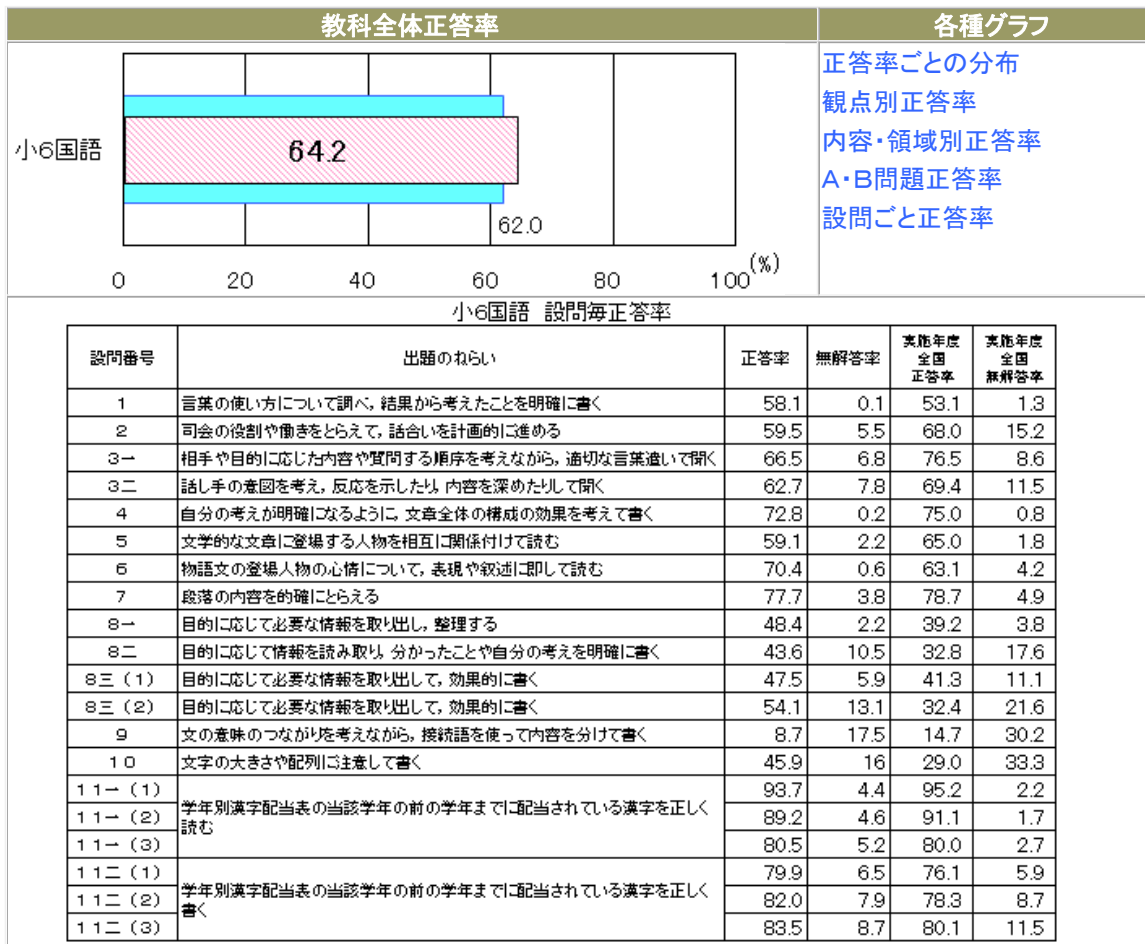 教科全体正答率 各種グラフ
正答率ごとの分布
観点別正答率
内容・領域別正答率
A・B問題正答率
設問ごと正答率
小6国語
64.2
62.0
0 20 40 60 80 100 (%)
小6国語 設問毎正答率
設問番号 出題のねらい 正答率 無解答率 実施年度全国正答率 実施年度全国無解答率
1 言葉の使い方について調べ,結果から考えたことを明確に書く 58.1 0.1 53.1 1.3
2 司会の役割や働きをとらえて,話合いを計画的に進める 59.5 5.5 68.0 15.2
3一 相手や目的に応じた内容や質問する順序を考えながら,適切な言葉遣いで聞く 66.5 6.8 76.5 8.6
3二 話し手の意図を考え,反応を示したり,内容を深めたりして聞く 62.7 7.8 69.4 11.5
4 自分の考えが明確になるように,文章全体の構成の効果を考えて書く 72.8 0.2 75.0 0.8
5 文学的な文章に登場する人物を相互に関係付けて読む 59.1 2.2 65.0 1.8
6 物語文の登場人物の心情について,表現や叙述に即して読む 70.4 0.6 63.1 4.2
7 段落の内容を的確にとらえる 77.7 3.8 78.7 4.9
8一 目的に応じて必要な情報を取り出し,整理する 48.4 2.2 39.2 3.8
8二 目的に応じて情報を読み取り,分かったことや自分の考えを明確に書く 43.6 10.5 32.8 17.6
8三(1) 目的に応じて必要な情報を取り出して,効果的に書く 47.5 5.9 41.3 11.1
8三(2) 目的に応じて必要な情報を取り出して,効果的に書く 54.1 13.1 32.4 21.6
9 文の意味のつながりを考えながら,接続語を使って内容を分けて書く 8.7 17.5 14.7 30.2
10 文字の大きさや配列に注意して書く 45.9 16 29.0 33.3
11一(1) 93.7 4.4 95.2 2.2
学年別漢字配当表の当該学年の前の学年までに配当されている漢字を正しく
読む
11一(2) 89.2 4.6 91.1 1.7
11一(3) 80.5 5.2 80.0 2.7
11二(1) 79.9 6.5 76.1 5.9
学年別漢字配当表の当該学年の前の学年までに配当されている漢字を正しく
書く
11二(2) 82.0 7.9 78.3 8.7
11二(3) 83.5 8.7 80.1 11.5